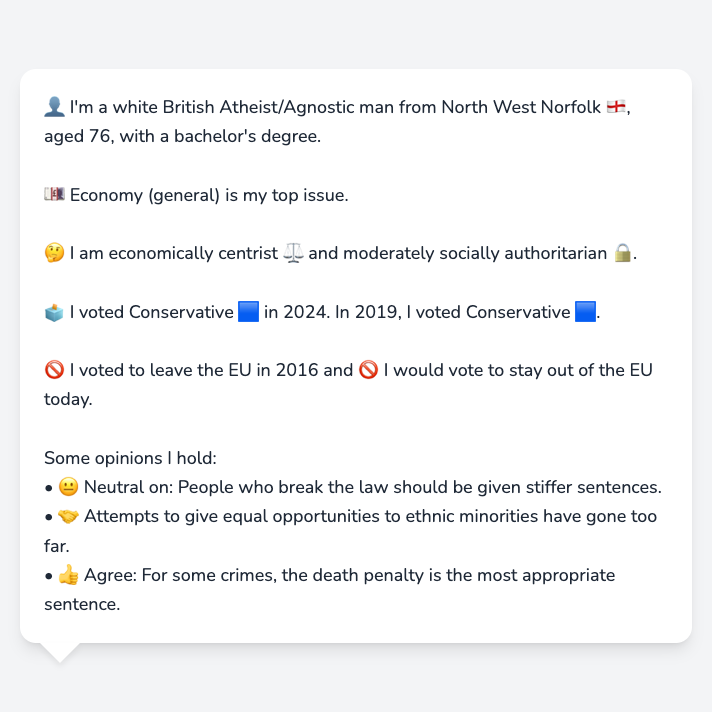 👤 I'm a white British Atheist/Agnostic man from North West Norfolk 🏴󠁧󠁢󠁥󠁮󠁧󠁿,
aged 76, with a bachelor's degree.
💷 Economy (general) is my top issue.
🤔 I am economically centrist ⚖️ and moderately socially authoritarian 🔒.
🗳️ I voted Conservative 🟦 in 2024. In 2019, I voted Conservative 🟦.
🚫 I voted to leave the EU in 2016 and 🚫 I would vote to stay out of the EU
today.
Some opinions I hold:
• 😐 Neutral on: People who break the law should be given stiffer sentences.
• 🤝 Attempts to give equal opportunities to ethnic minorities have gone too
far.
• 👍 Agree: For some crimes, the death penalty is the most appropriate
sentence.